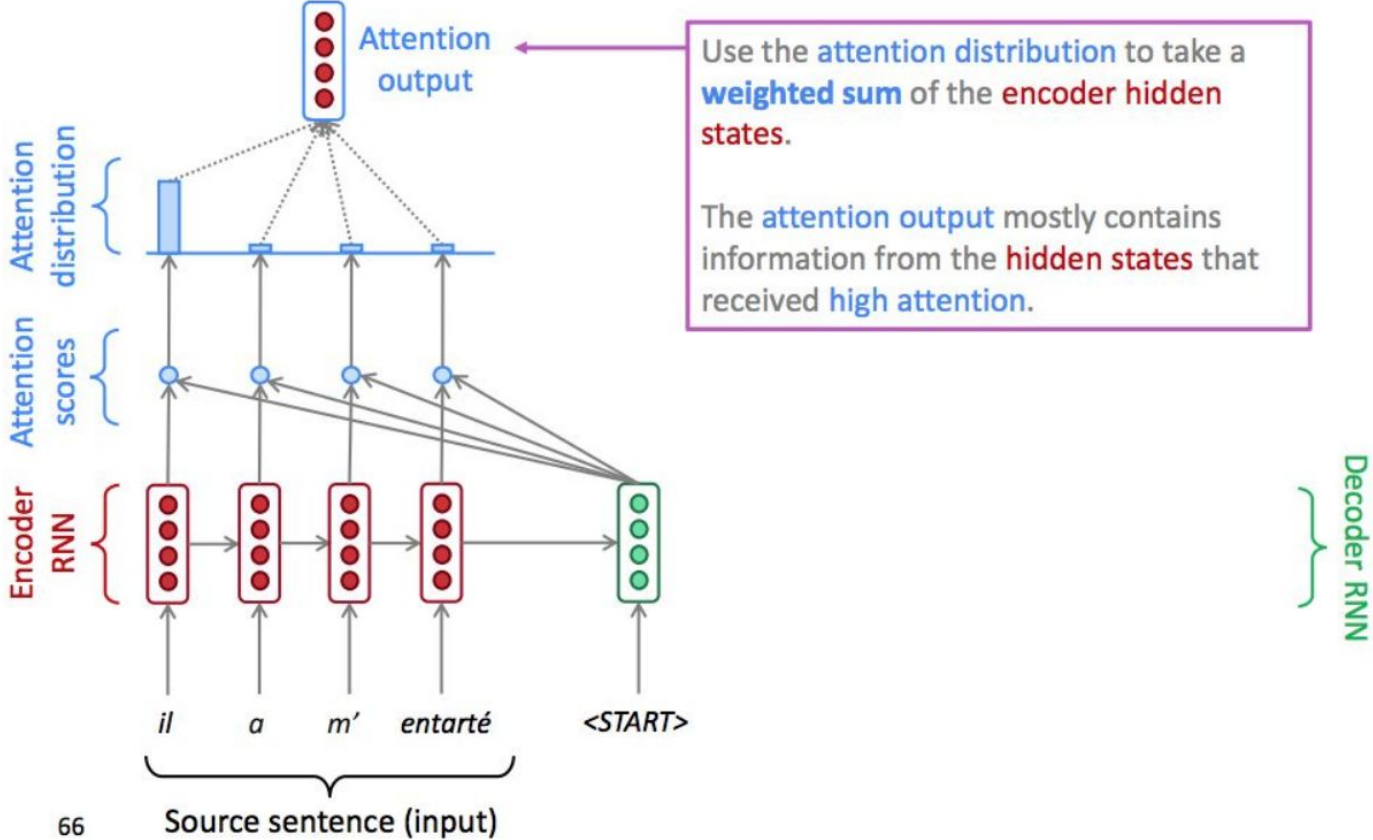 Attention
output
Use the attention distribution to take a
weighted sum of the encoder hidden
states.
The attention output mostly contains
information from the hidden states that
received high attention.
Attention
distribution
Attention
scores
Encoder
RNN
Decoder RNN
il a m' entarté <START>
Source sentence (input)
66